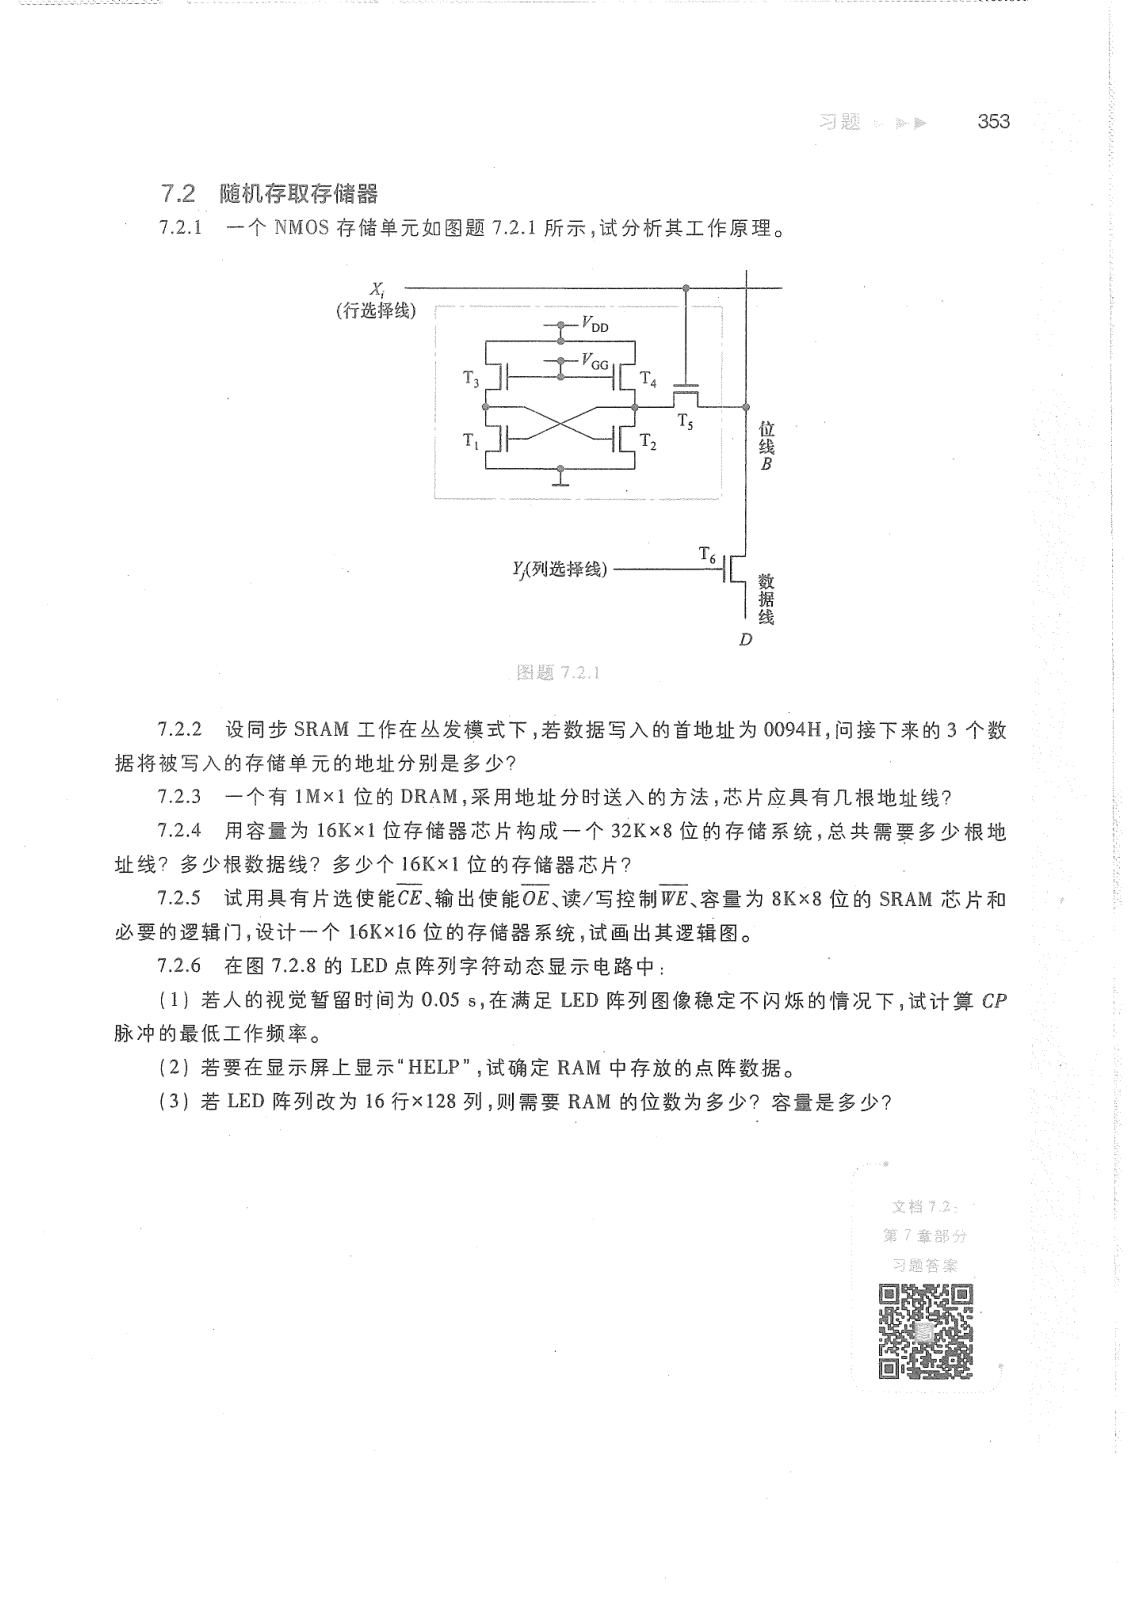 习题 ▶▶ 353
7.2 随机存取存储器
7.2.1 一个 NMOS 存储单元如图题 7.2.1 所示,试分析其工作原理。
Xi
(行选择线)
VDD
VGG
T3
T4
T5
T1
T2
位线 B
T6
Yj(列选择线)
数据线
D
图题 7.2.1
7.2.2 设同步 SRAM 工作在丛发模式下,若数据写入的首地址为 0094H,问接下来的 3 个数
据将被写入的存储单元的地址分别是多少?
7.2.3 一个有 1M×1 位的 DRAM,采用地址分时送入的方法,芯片应具有几根地址线?
7.2.4 用容量为 16K×1 位存储器芯片构成一个 32K×8 位的存储系统,总共需要多少根地
址线? 多少根数据线? 多少个 16K×1 位的存储器芯片?
7.2.5 试用具有片选使能C̅E̅、输出使能O̅E̅、读/写控制W̅E̅、容量为 8K×8 位的 SRAM 芯片和
必要的逻辑门,设计一个 16K×16 位的存储器系统,试画出其逻辑图。
7.2.6 在图 7.2.8 的 LED 点阵列字符动态显示电路中:
(1) 若人的视觉暂留时间为 0.05 s,在满足 LED 阵列图像稳定不闪烁的情况下,试计算 CP
脉冲的最低工作频率。
(2) 若要在显示屏上显示“HELP”,试确定 RAM 中存放的点阵数据。
(3) 若 LED 阵列改为 16 行×128 列,则需要 RAM 的位数为多少? 容量是多少?
文档 7.2:
第 7 章部分
习题答案